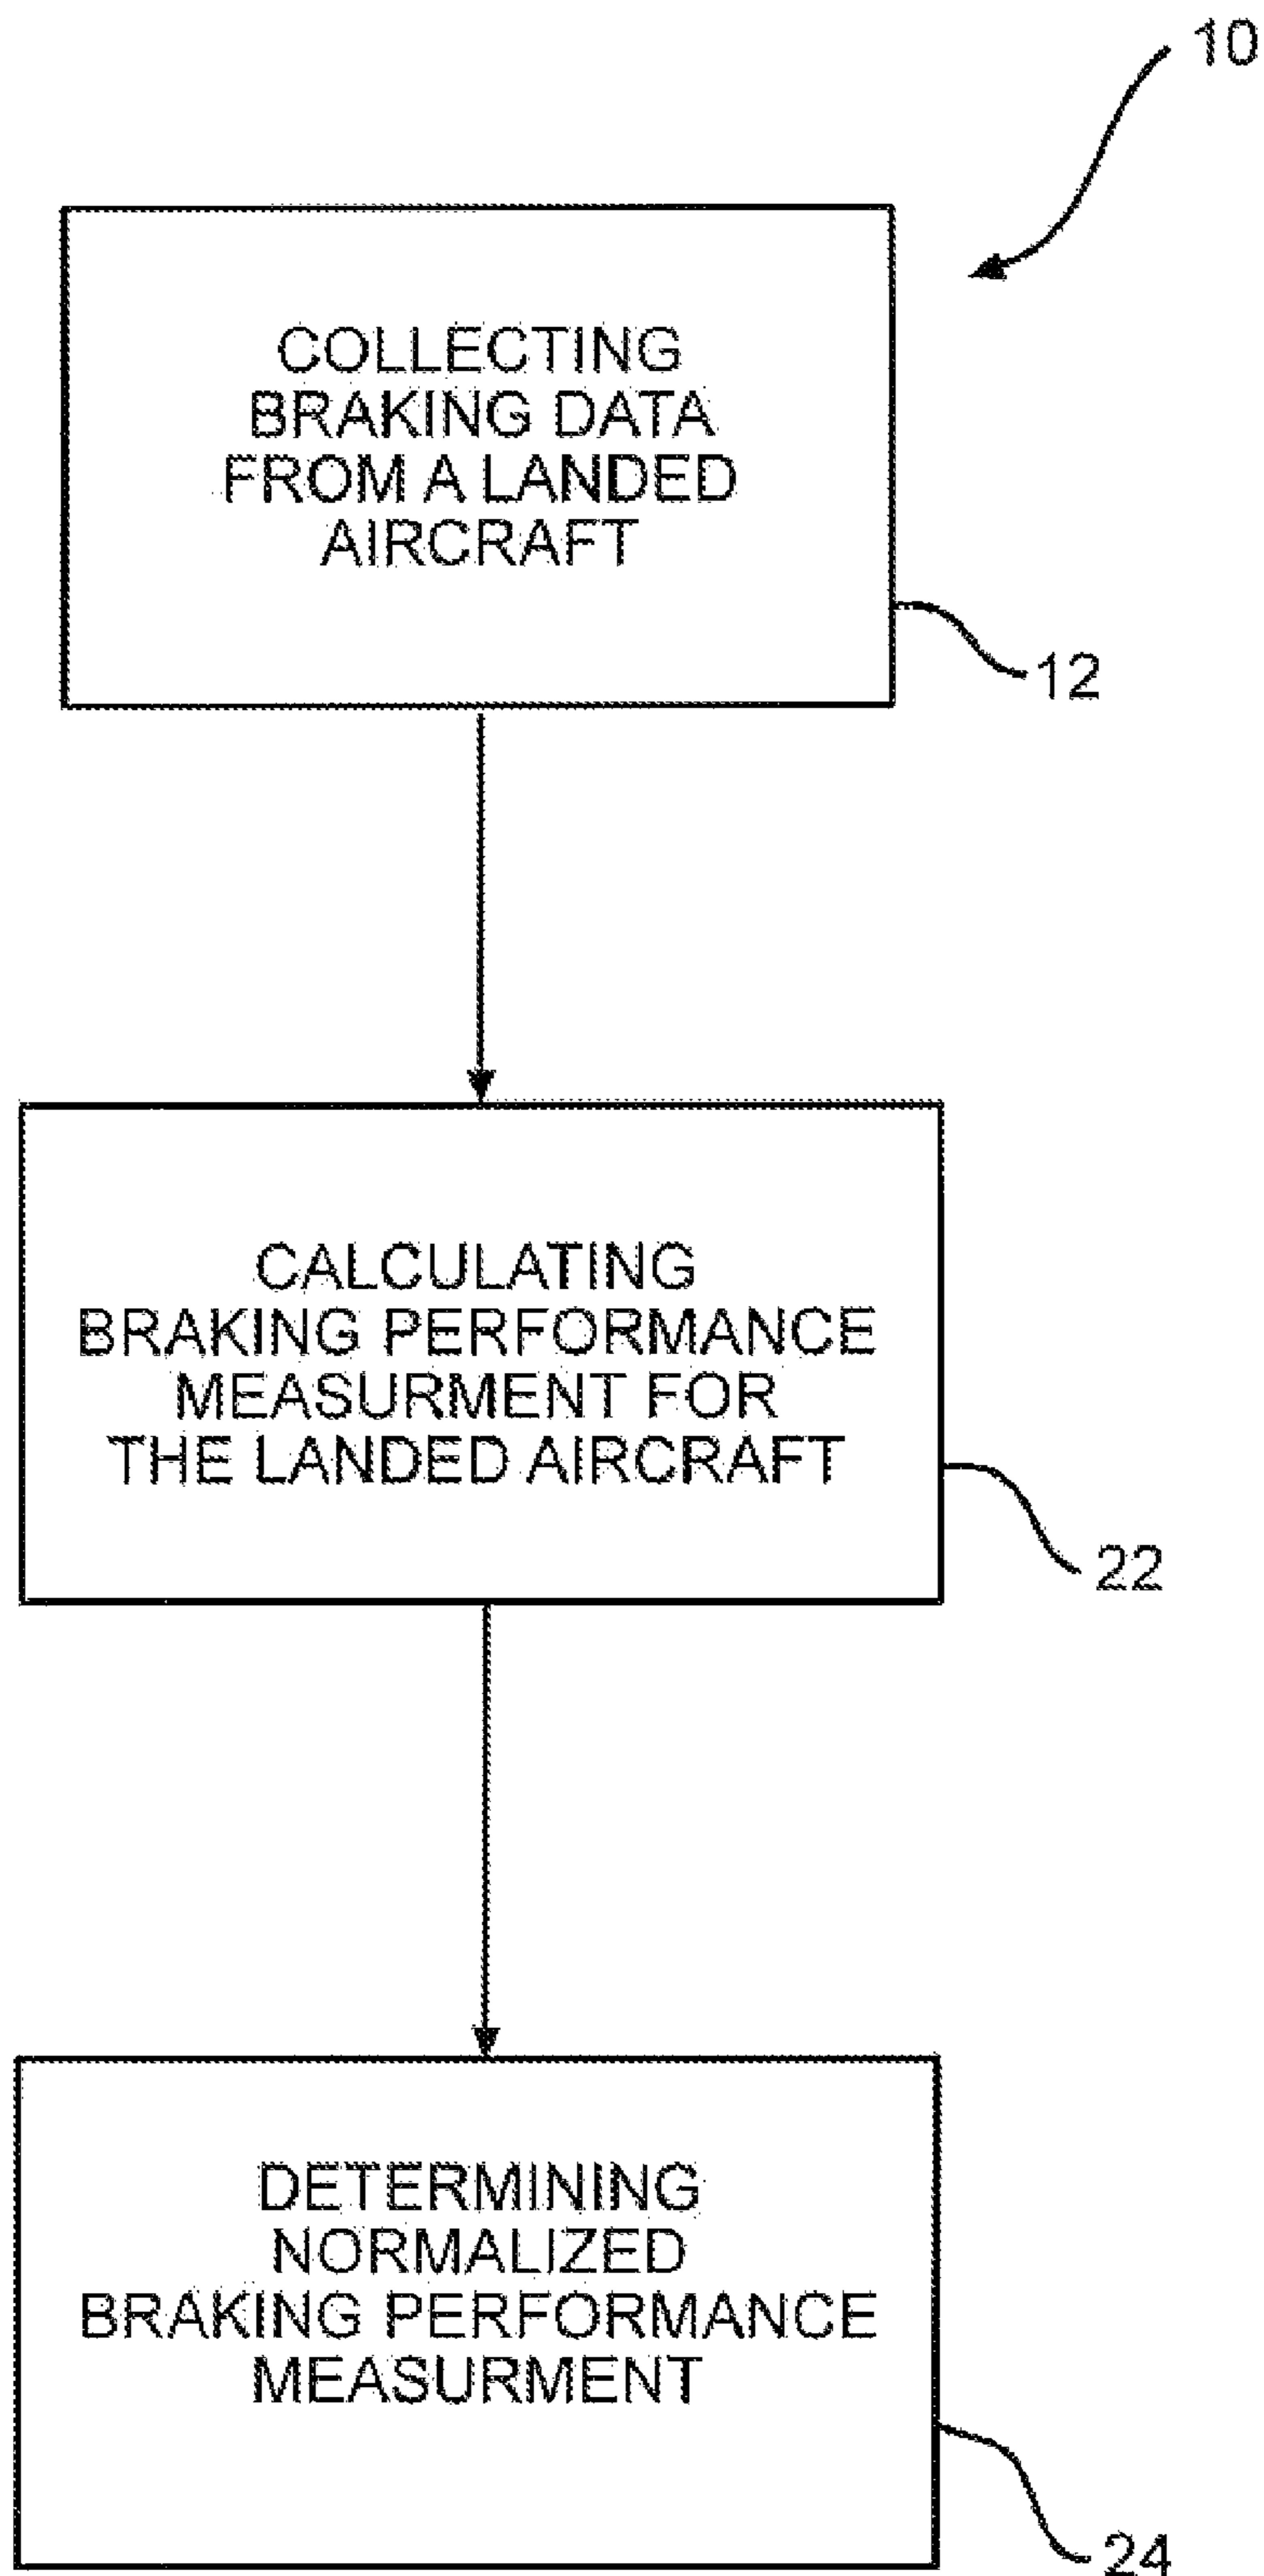 10
COLLECTING
BRAKING DATA
FROM A LANDED
AIRCRAFT
12
CALCULATING
BRAKING PERFORMANCE
MEASURMENT FOR
THE LANDED AIRCRAFT
22
DETERMINING
NORMALIZED
BRAKING PERFORMANCE
MEASURMENT
24